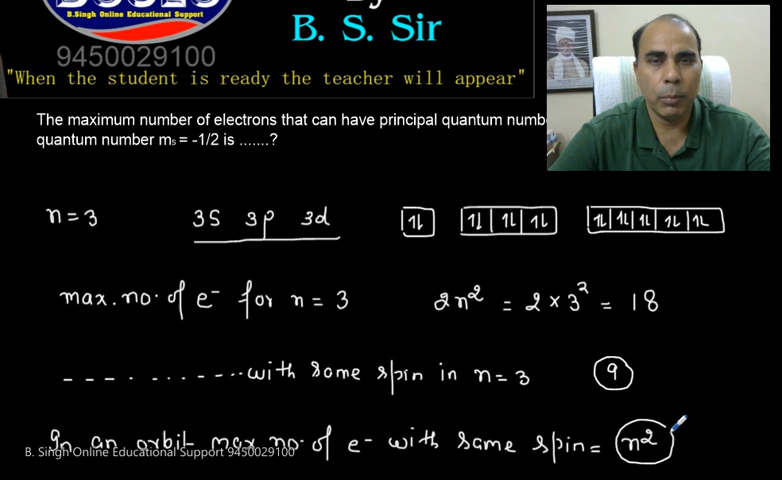 B.Singh Online Educational Support
By
B. S. Sir
9450029100
"When the student is ready the teacher will appear"
The maximum number of electrons that can have principal quantum
quantum number ms = -1/2 is .......?
n = 3 3S 3p 3d ⇅ ⇅ ⇅ ⇅ ⇅ ⇅ ⇅ ⇅ ⇅
max. no. of e⁻ for n = 3 2n² = 2 × 3² = 18
- - - - . . . . . . . - - - .. with same spin in n = 3 9
In an orbit max no. of e- with same spin = n²
B. Singh Online Educational Support 9450029100